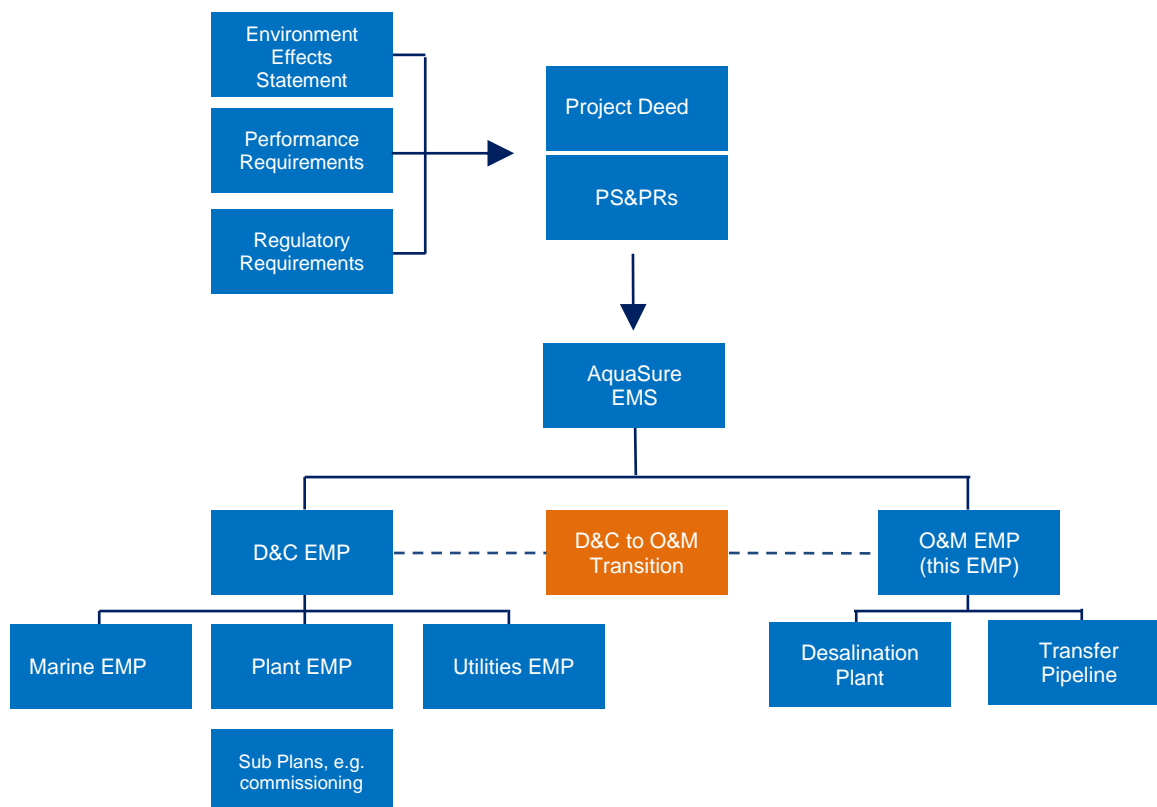 Environment
Effects
Statement
Performance
Requirements
Regulatory
Requirements
Project Deed
PS&PRs
AquaSure
EMS
D&C EMP
D&C to O&M
Transition
O&M EMP
(this EMP)
Marine EMP
Plant EMP
Utilities EMP
Desalination
Plant
Transfer
Pipeline
Sub Plans, e.g.
commissioning